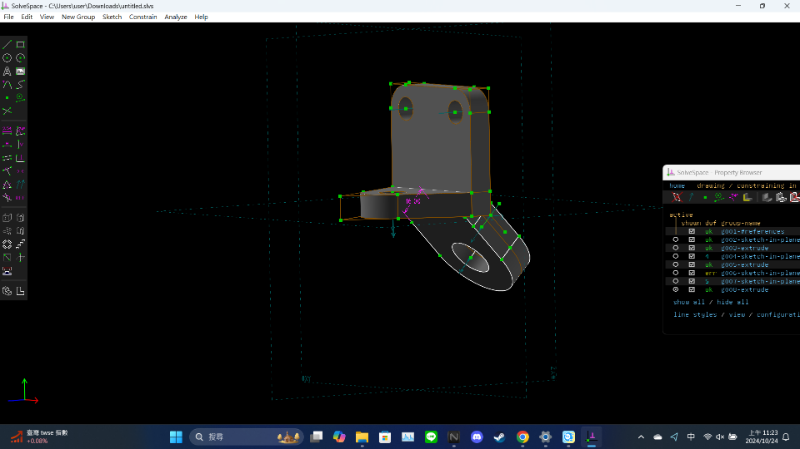 SolveSpace - C:\Users\user\Downloads\untitled.slvs
File Edit View New Group Sketch Constrain Analyze Help
SolveSpace - Property Browser
home drawing / constraining in
active
shown dof group-name
ok g001-#references
ok g002-sketch-in-plane
ok g003-extrude
4 g004-sketch-in-plane
ok g005-extrude
err g006-sketch-in-plane
5 g007-sketch-in-plane
ok g008-extrude
show all / hide all
line styles / view / configurati
臺灣 twse 指數
+0.08%
搜尋
中
上午 11:23
2024/10/24